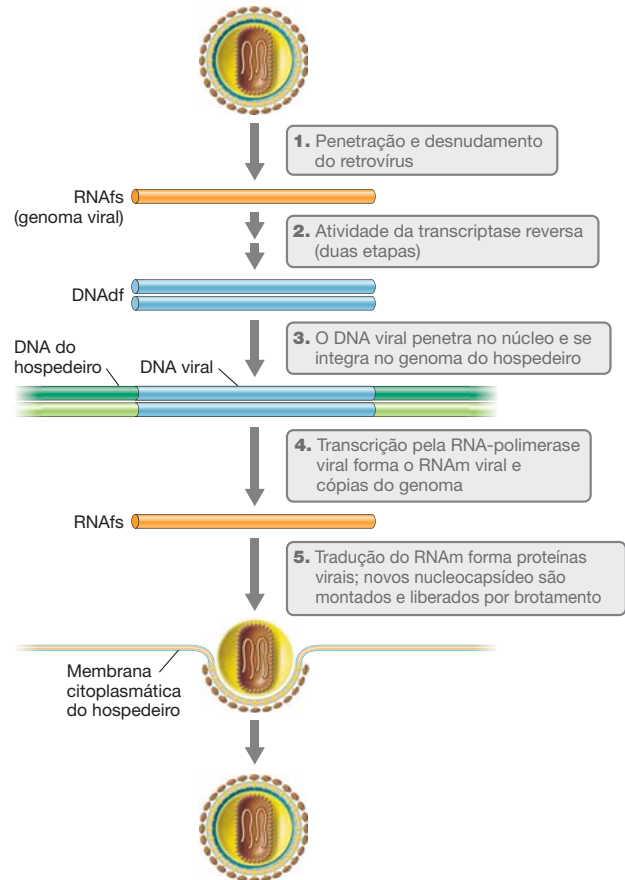 1. Penetração e desnudamento
do retrovírus
RNAfs
(genoma viral)
2. Atividade da transcriptase reversa
(duas etapas)
DNAdf
3. O DNA viral penetra no núcleo e se
integra no genoma do hospedeiro
DNA do
hospedeiro
DNA viral
4. Transcrição pela RNA-polimerase
viral forma o RNAm viral e
cópias do genoma
RNAfs
5. Tradução do RNAm forma proteínas
virais; novos nucleocapsídeo são
montados e liberados por brotamento
Membrana
citoplasmática
do hospedeiro